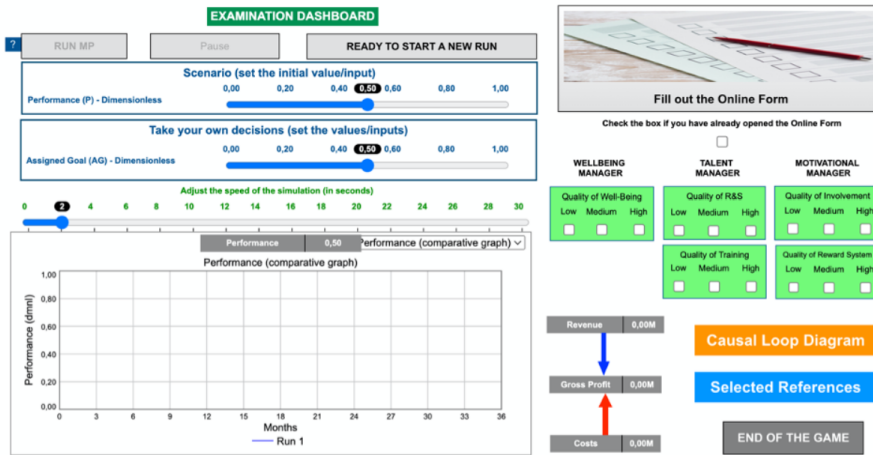 EXAMINATION DASHBOARD
?
RUN MP
Pause
READY TO START A NEW RUN
Scenario (set the initial value/input)
0,00 0,20 0,40 0,50 0,60 0,80 1,00
Performance (P) - Dimensionless
Take your own decisions (set the values/inputs)
0,00 0,20 0,40 0,50 0,60 0,80 1,00
Assigned Goal (AG) - Dimensionless
Adjust the speed of the simulation (in seconds)
0 2 4 6 8 10 12 14 16 18 20 22 24 26 28 30
Performance 0,50
Performance (comparative graph)
Performance (comparative graph)
Performance (dmnl)
1,00
0,80
0,60
0,40
0,20
0,00
0 3 6 9 12 15 18 21 24 27 30 33 36
Months
Run 1
Fill out the Online Form
Check the box if you have already opened the Online Form
WELLBEING MANAGER
Quality of Well-Being
Low Medium High
TALENT MANAGER
Quality of R&S
Low Medium High
Quality of Training
Low Medium High
MOTIVATIONAL MANAGER
Quality of Involvement
Low Medium High
Quality of Reward System
Low Medium High
Revenue 0,00M
Gross Profit 0,00M
Costs 0,00M
Causal Loop Diagram
Selected References
END OF THE GAME